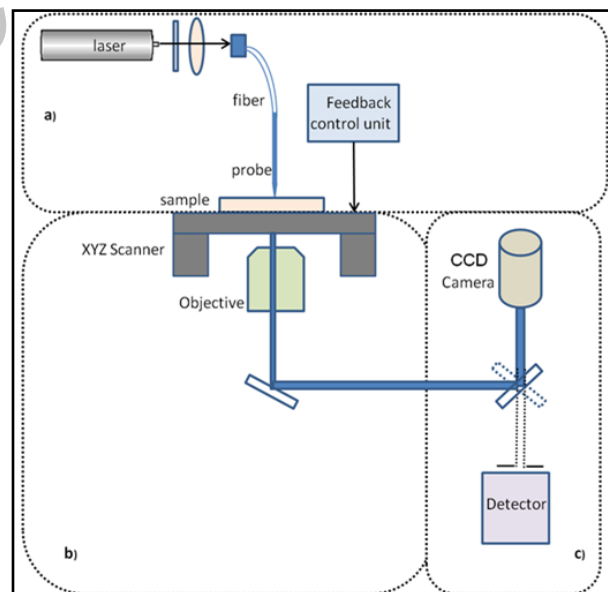 laser
a)
fiber
Feedback
control unit
probe
sample
XYZ Scanner
Objective
CCD
Camera
Detector
b)
c)